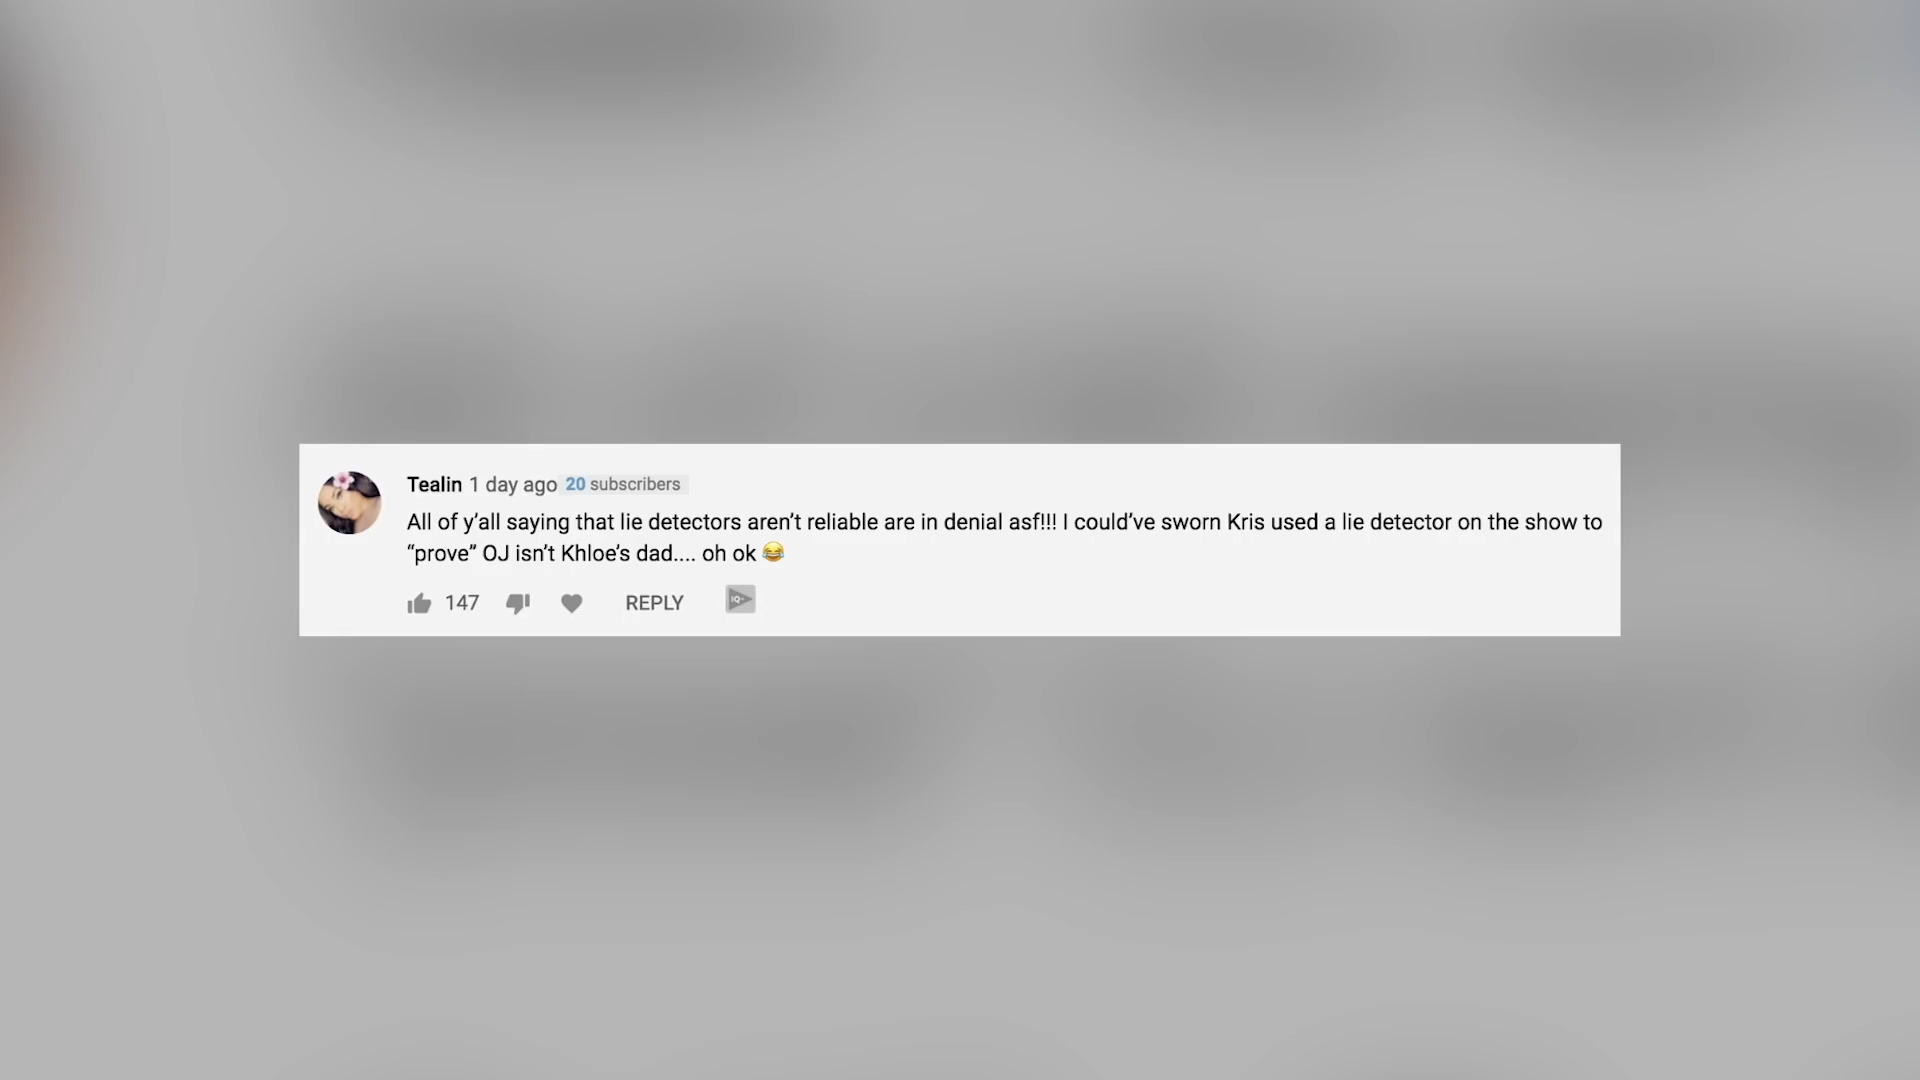 Tealin 1 day ago 20 subscribers
All of y’all saying that lie detectors aren’t reliable are in denial asf!!! I could’ve sworn Kris used a lie detector on the show to
“prove” OJ isn’t Khloe’s dad.... oh ok 😂
147 REPLY IQ